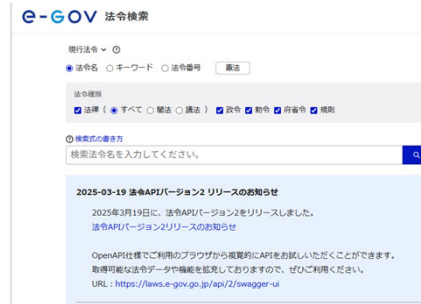 e-GOV 法令検索
現行法令
法令名 キーワード 法令番号 憲法
法令種別
法律 ( すべて 閣法 議法 ) 政令 勅令 府省令 規則
検索式の書き方
検索法令名を入力してください。
2025-03-19 法令APIバージョン2 リリースのお知らせ
2025年3月19日に、法令APIバージョン2をリリースしました。
法令APIバージョン2リリースのお知らせ
OpenAPI仕様でご利用のブラウザから視覚的にAPIをお試しいただくことができます。
取得可能な法令データや機能を拡充しておりますので、ぜひご利用ください。
URL : https://laws.e-gov.go.jp/api/2/swagger-ui